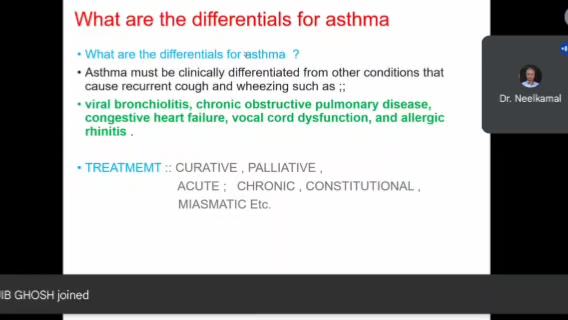 What are the differentials for asthma
• What are the differentials for asthma ?
• Asthma must be clinically differentiated from other conditions that
cause recurrent cough and wheezing such as ;;
• viral bronchiolitis, chronic obstructive pulmonary disease,
congestive heart failure, vocal cord dysfunction, and allergic
rhinitis .
• TREATMEMT :: CURATIVE , PALLIATIVE ,
ACUTE ; CHRONIC , CONSTITUTIONAL ,
MIASMATIC Etc.
Dr. Neelkamal
GHOSH joined